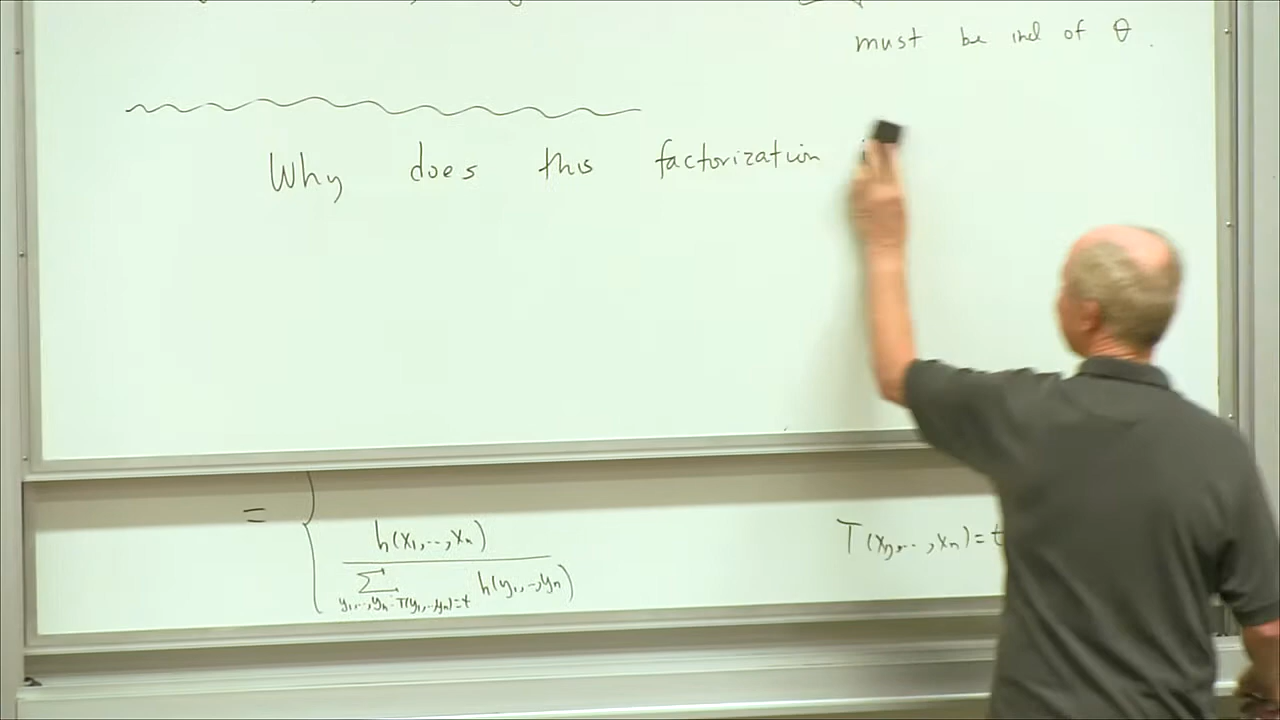 must be ind of θ.
Why does this factorization i
=
h(x₁,..,xₙ)
∑ h(y₁,..,yₙ)
y₁,..,yₙ: T(y₁,..,yₙ)=t
T(x₁,..,xₙ)=t